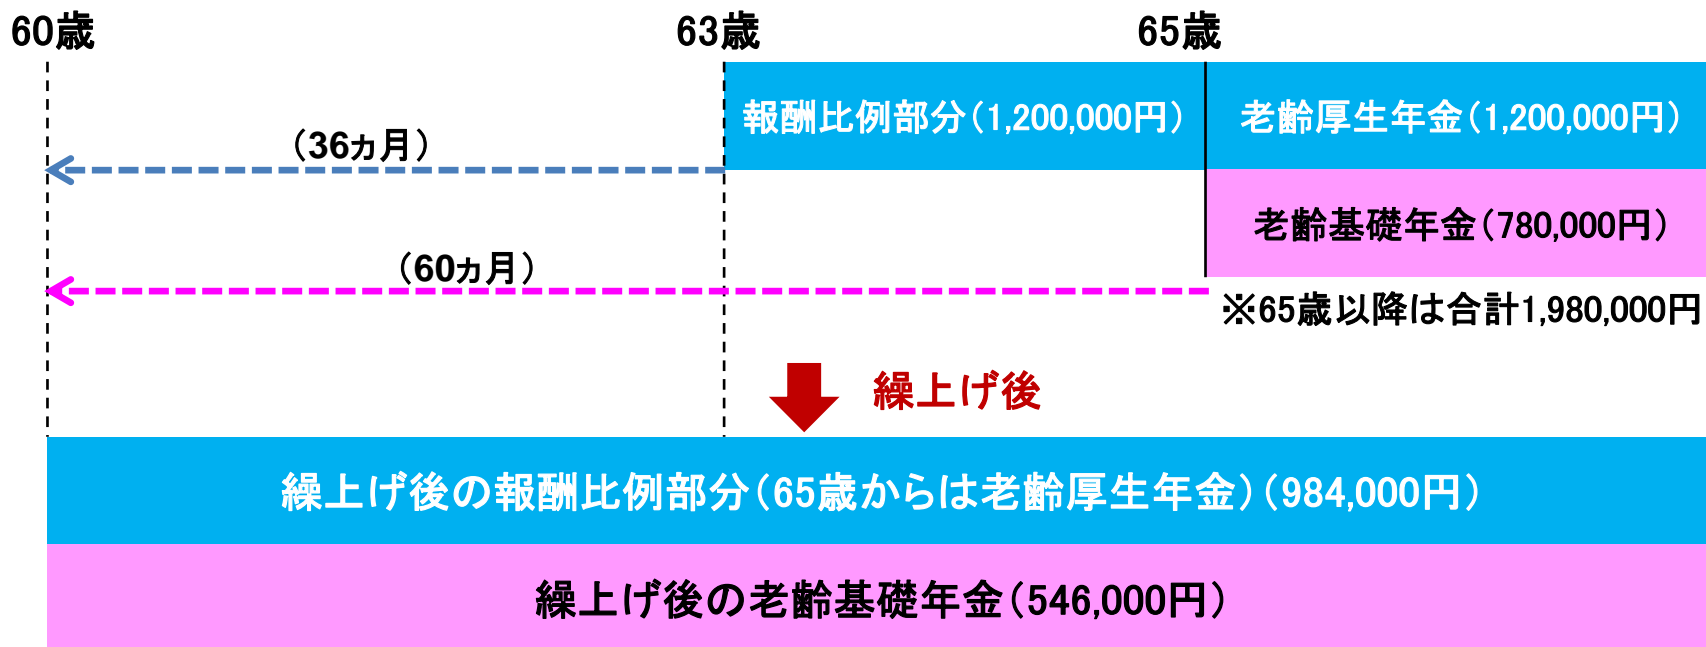 60歳
63歳
65歳
報酬比例部分(1,200,000円)
老齢厚生年金(1,200,000円)
(36ヵ月)
老齢基礎年金(780,000円)
(60ヵ月)
※65歳以降は合計1,980,000円
繰上げ後
繰上げ後の報酬比例部分(65歳からは老齢厚生年金)(984,000円)
繰上げ後の老齢基礎年金(546,000円)